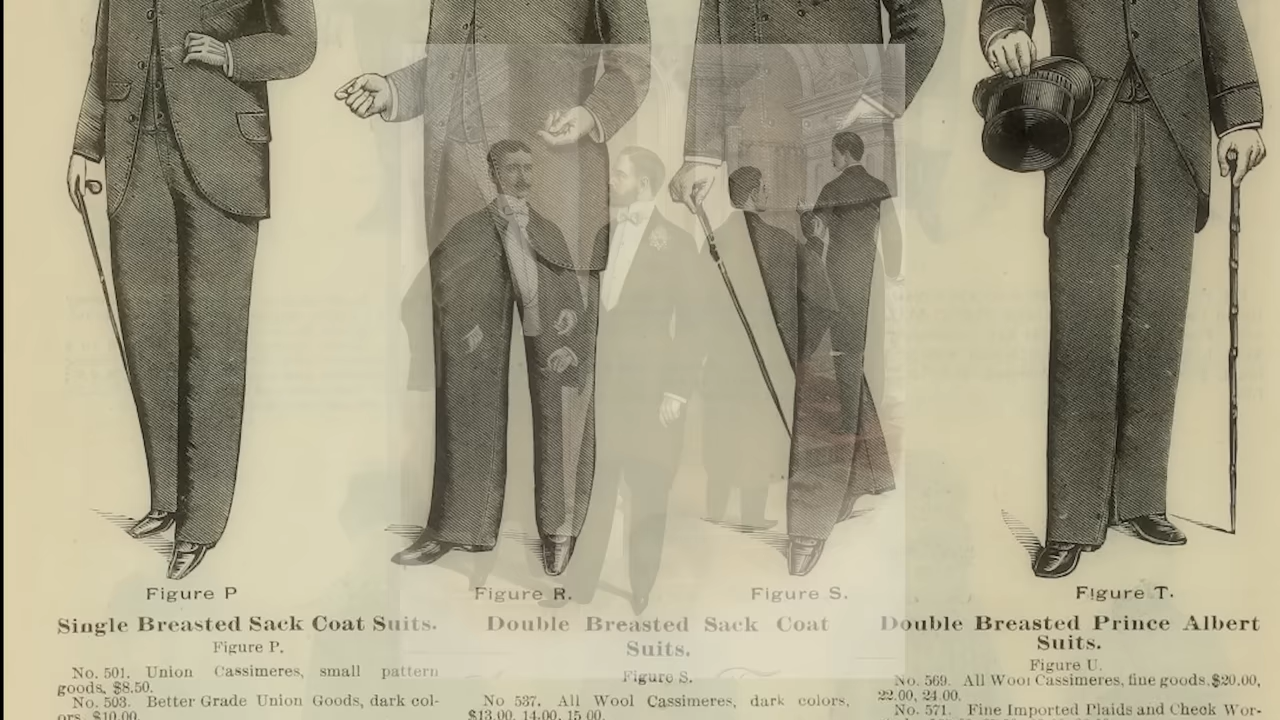 Figure P
Figure R.
Figure S.
Figure T.
Single Breasted Sack Coat Suits.
Figure P.
No. 501. Union Cassimeres, small pattern
goods, $8.50.
No. 503. Better Grade Union Goods, dark col-
ors, $10.00.
Double Breasted Sack Coat
Suits.
Figure S.
No. 537. All Wool Cassimeres, dark colors,
$13.00, 14.00, 15.00.
Double Breasted Prince Albert
Suits.
Figure U.
No. 569. All Wool Cassimeres, fine goods. $20.00,
22.00, 24.00.
No. 571. Fine Imported Plaids and Check Wor-